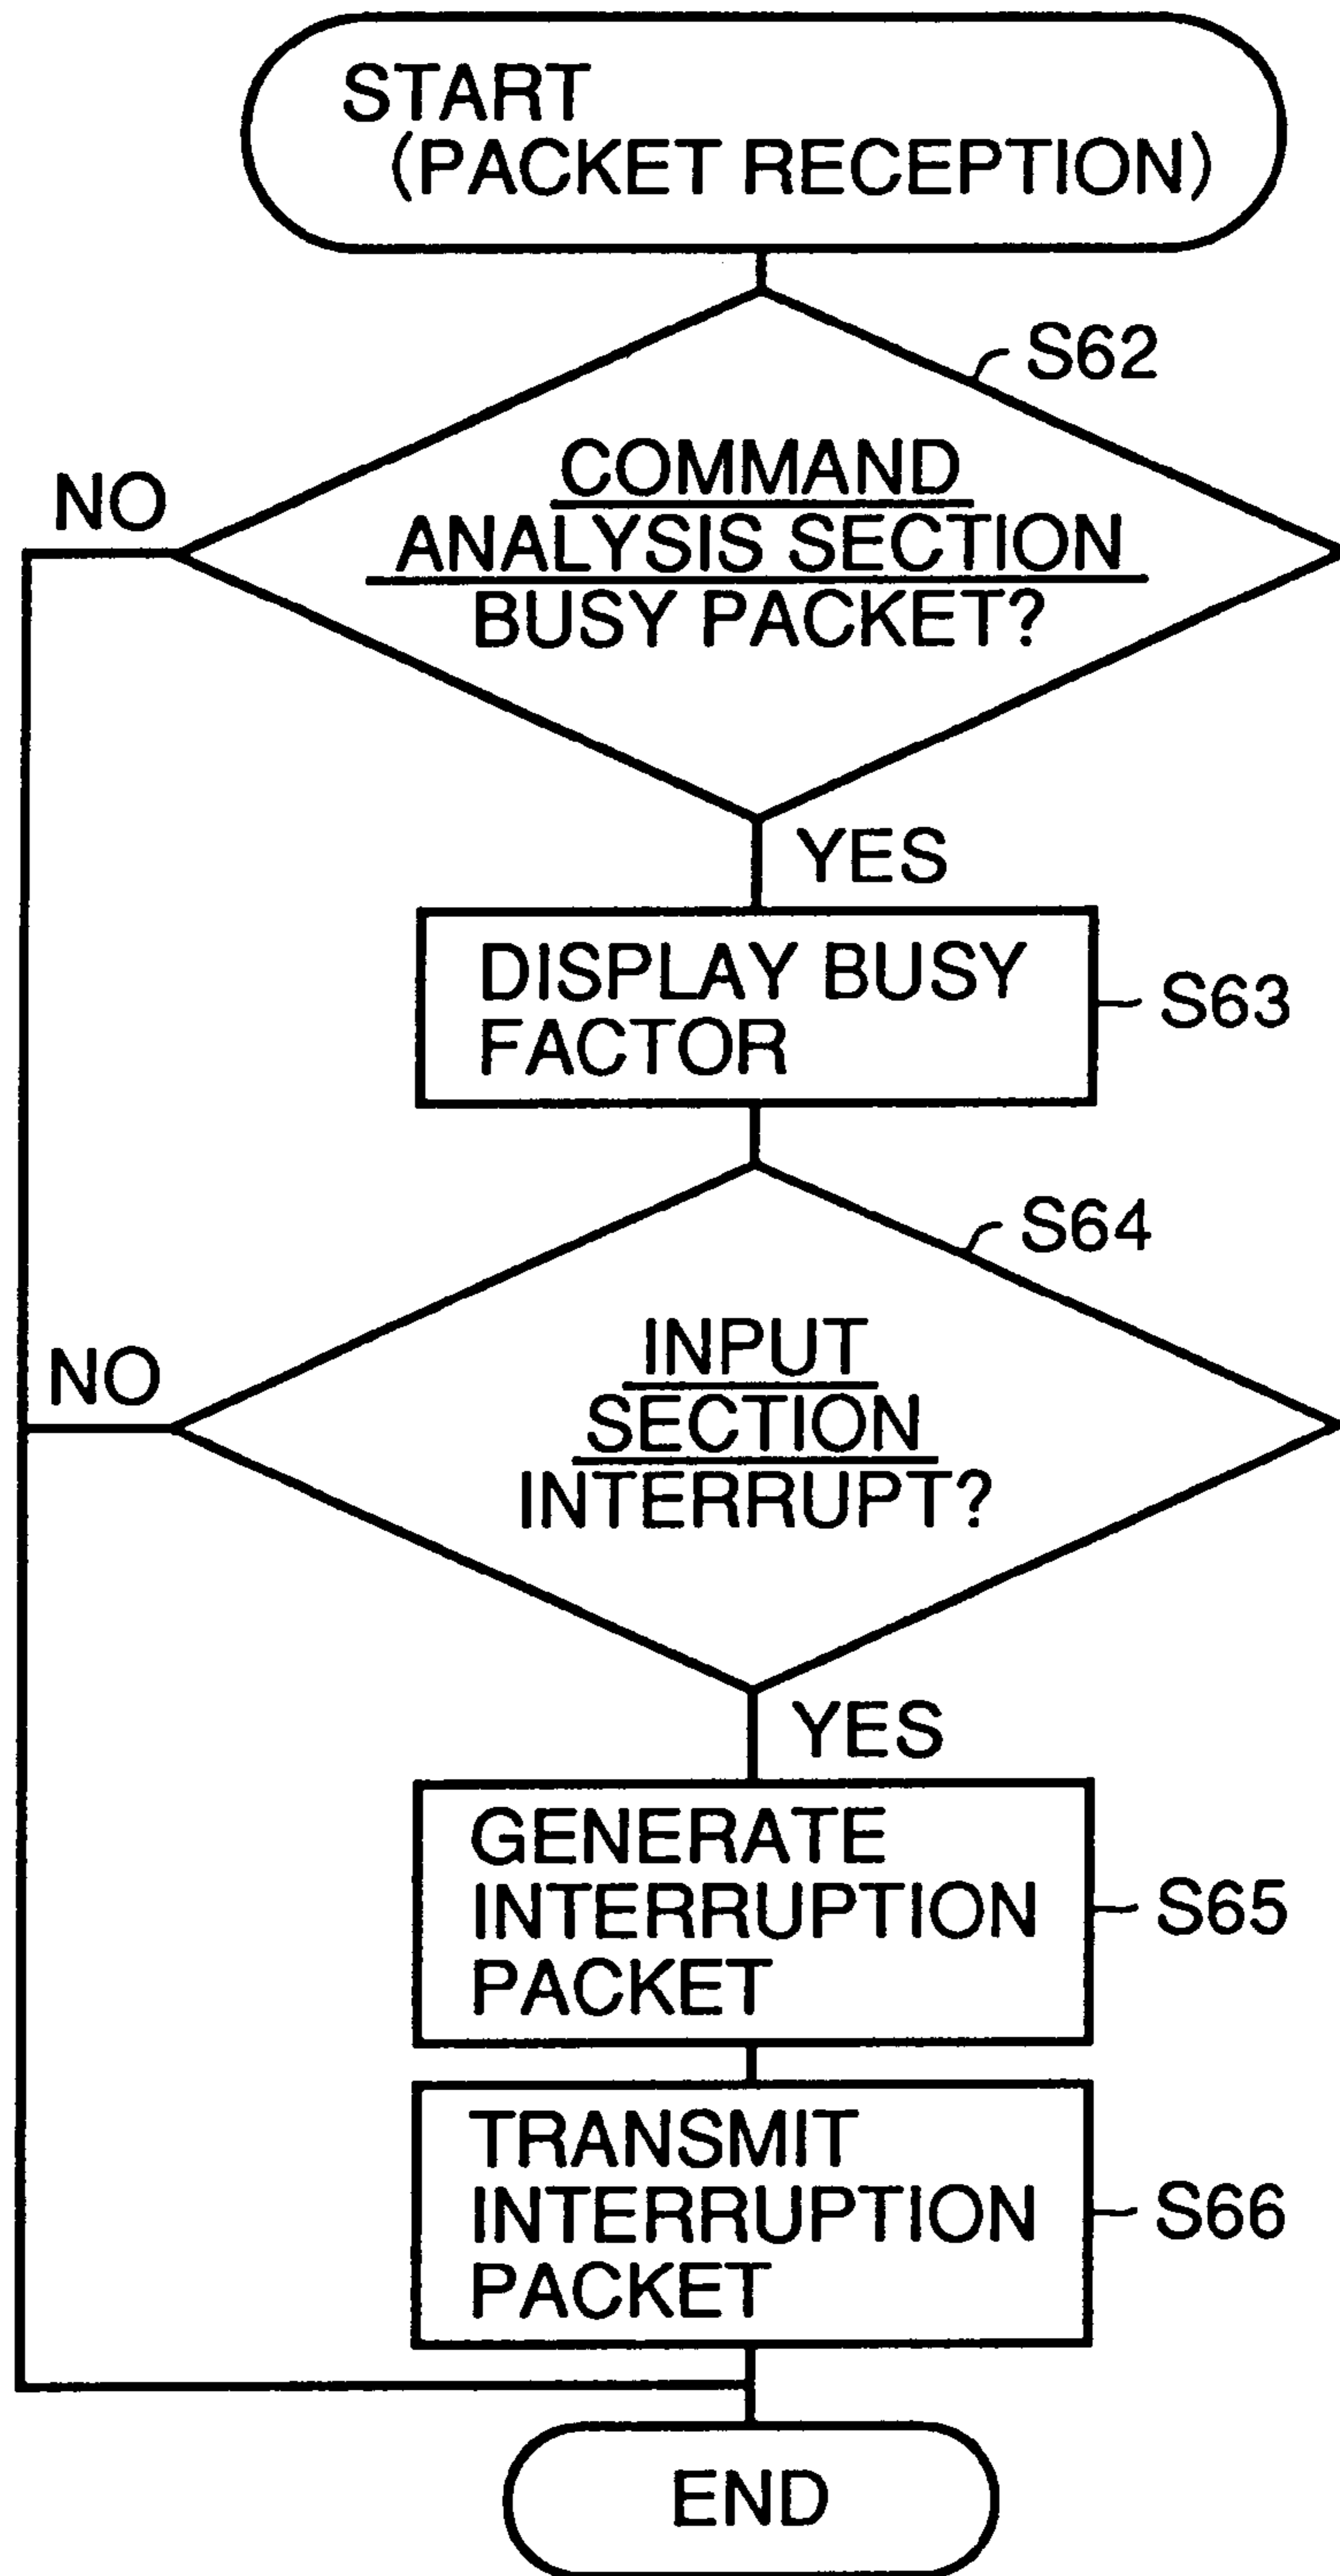 START
(PACKET RECEPTION)
S62
NO
COMMAND
ANALYSIS SECTION
BUSY PACKET?
YES
DISPLAY BUSY
FACTOR
S63
S64
NO
INPUT
SECTION
INTERRUPT?
YES
GENERATE
INTERRUPTION
PACKET
S65
TRANSMIT
INTERRUPTION
PACKET
S66
END